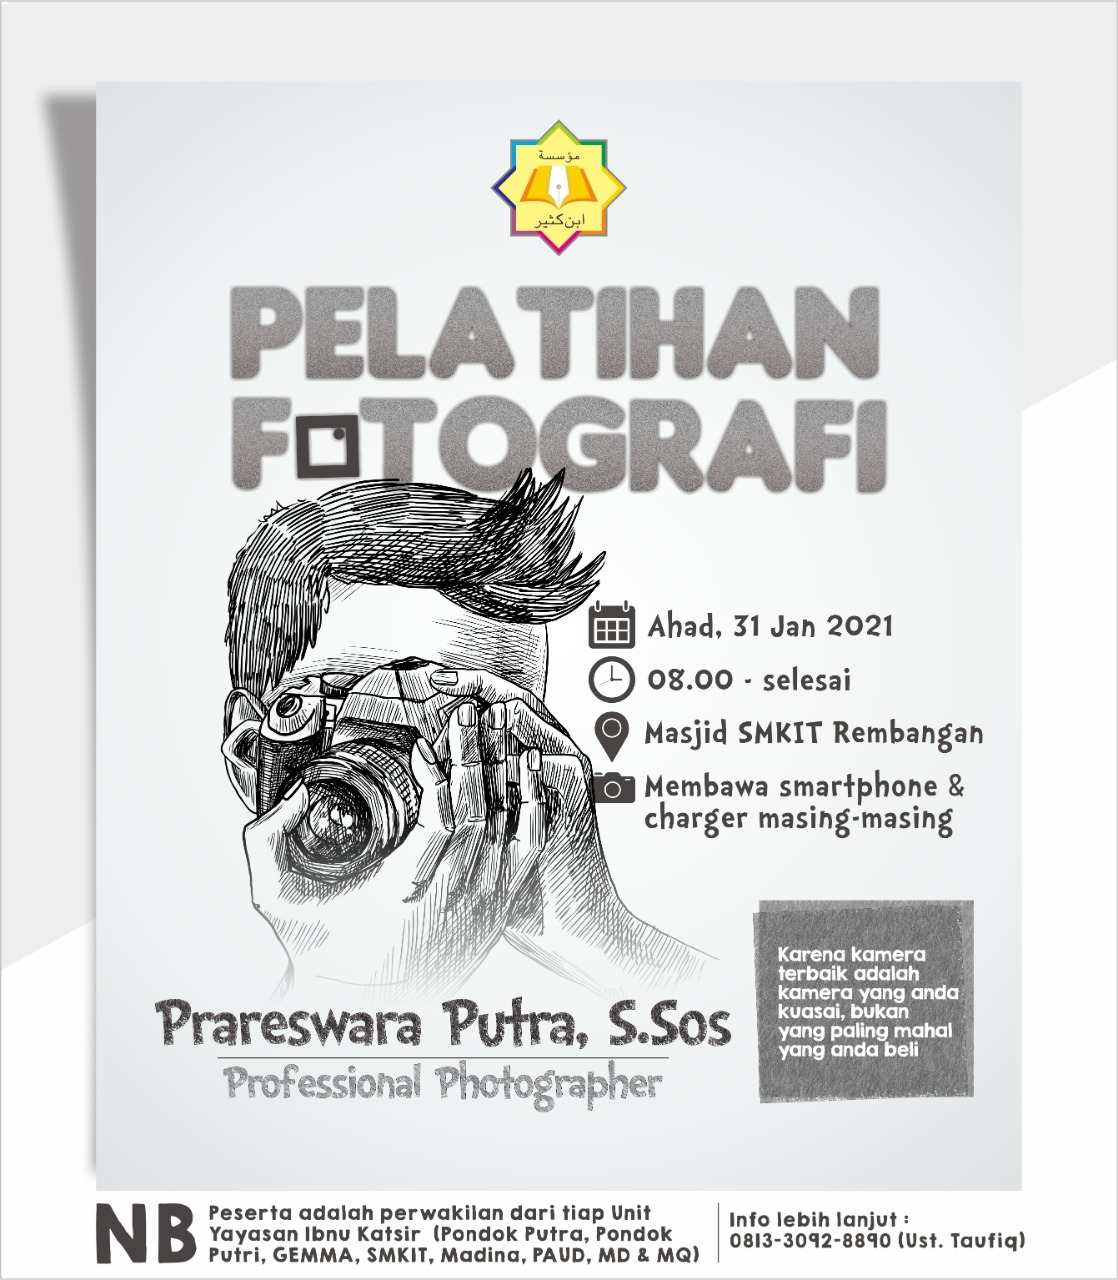 مؤسسة
ابن كثير
PELATIHAN
FOTOGRAFI
Ahad, 31 Jan 2021
08.00 - selesai
Masjid SMKIT Rembangan
Membawa smartphone &
charger masing-masing
Karena kamera
terbaik adalah
kamera yang anda
kuasai, bukan
yang paling mahal
yang anda beli
Prareswara Putra, S.Sos
Professional Photographer
NB
Peserta adalah perwakilan dari tiap Unit
Yayasan Ibnu Katsir (Pondok Putra, Pondok
Putri, GEMMA, SMKIT, Madina, PAUD, MD & MQ)
Info lebih lanjut :
0813-3092-8890 (Ust. Taufiq)